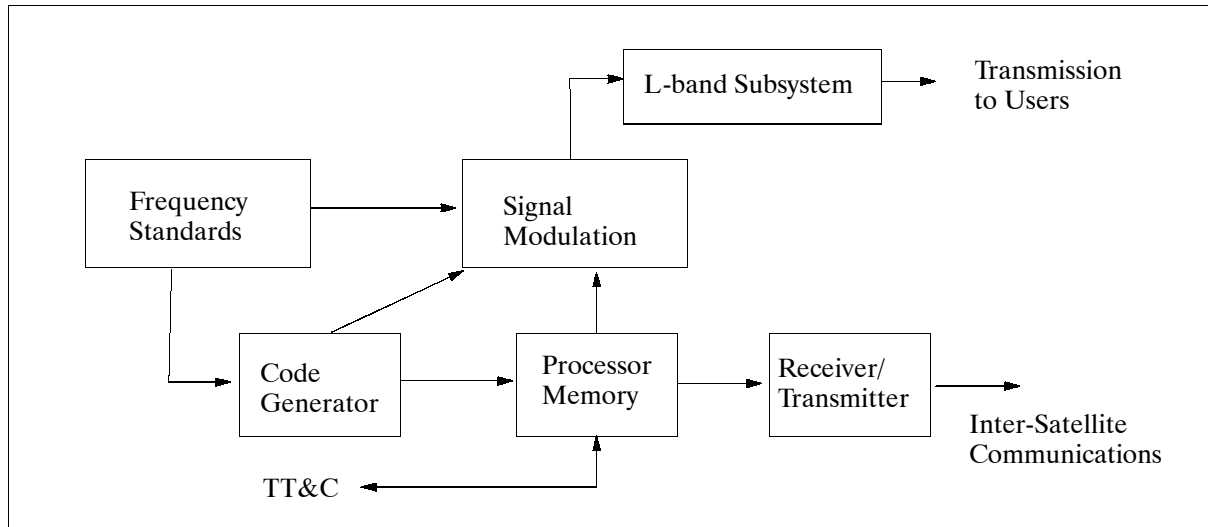 L-band Subsystem
Transmission
to Users
Frequency
Standards
Signal
Modulation
Code
Generator
Processor
Memory
Receiver/
Transmitter
Inter-Satellite
Communications
TT&C